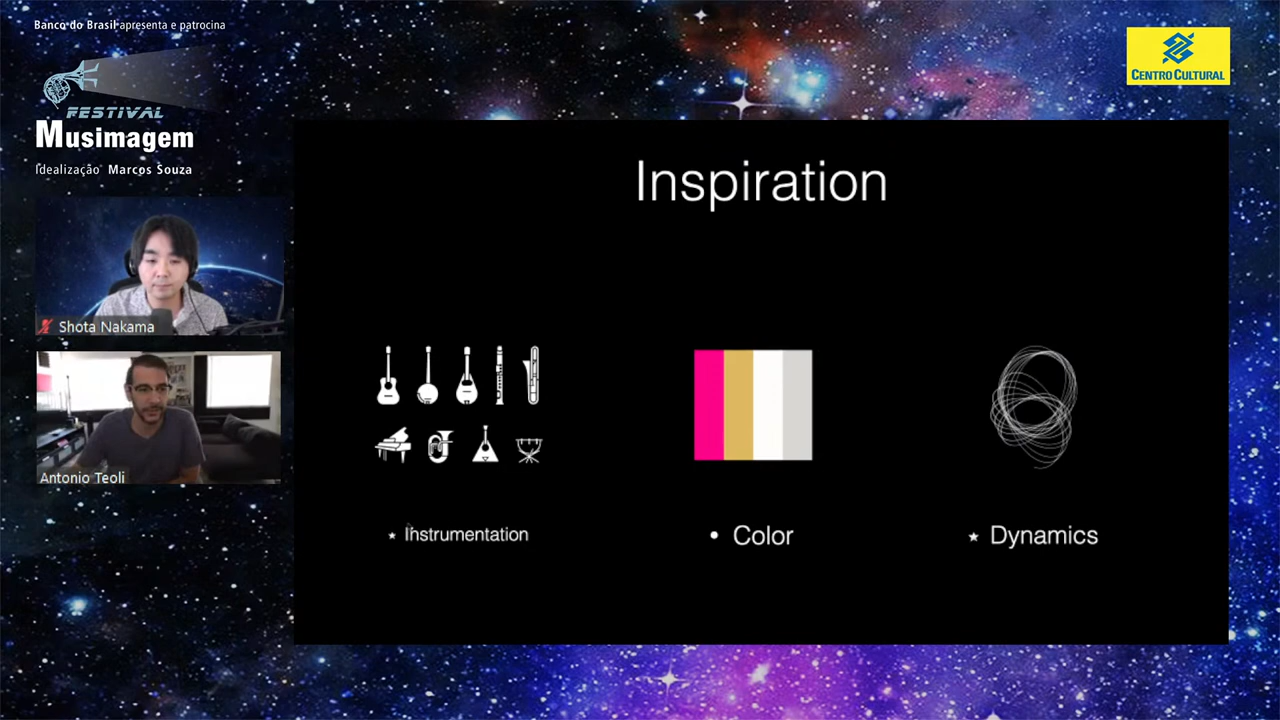 Banco do Brasil apresenta e patrocina
FESTIVAL
Musimagem
Idealização Marcos Souza
CENTRO CULTURAL
Inspiration
Shota Nakama
Antonio Teoli
Instrumentation
Color
Dynamics